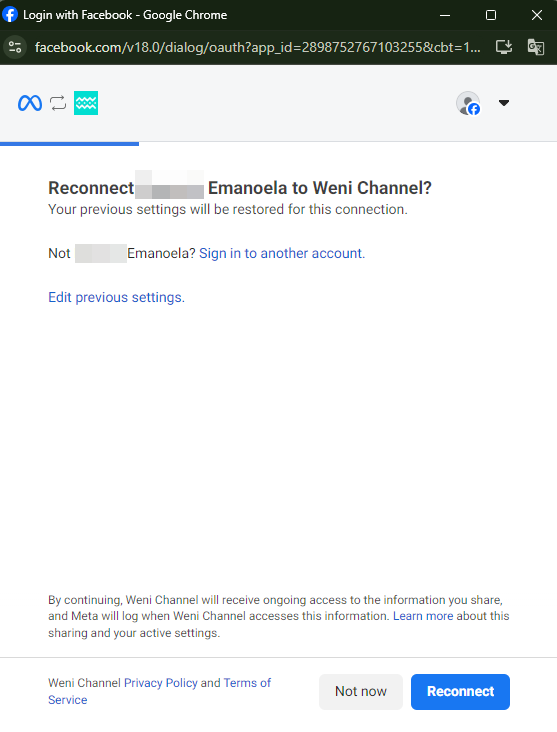 Login with Facebook - Google Chrome
facebook.com/v18.0/dialog/oauth?app_id=2898752767103255&cbt=1...
Reconnect Emanoela to Weni Channel?
Your previous settings will be restored for this connection.
Not Emanoela? Sign in to another account.
Edit previous settings.
By continuing, Weni Channel will receive ongoing access to the information you share,
and Meta will log when Weni Channel accesses this information. Learn more about this
sharing and your active settings.
Weni Channel Privacy Policy and Terms of
Service
Not now
Reconnect